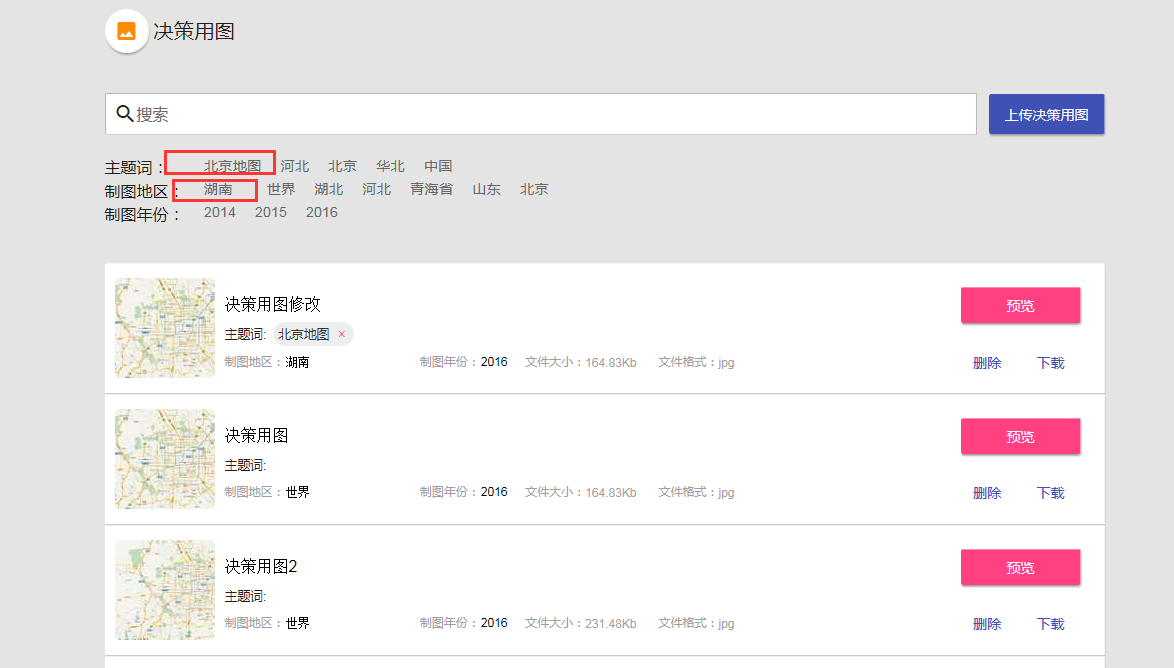 决策用图
搜索
上传决策用图
主题词： 北京地图 河北 北京 华北 中国
制图地区： 湖南 世界 湖北 河北 青海省 山东 北京
制图年份： 2014 2015 2016
决策用图修改
预览
主题词: 北京地图 ×
制图地区：湖南 制图年份：2016 文件大小：164.83Kb 文件格式：jpg 删除 下载
决策用图
预览
主题词:
制图地区：世界 制图年份：2016 文件大小：164.83Kb 文件格式：jpg 删除 下载
决策用图2
预览
主题词:
制图地区：世界 制图年份：2016 文件大小：231.48Kb 文件格式：jpg 删除 下载